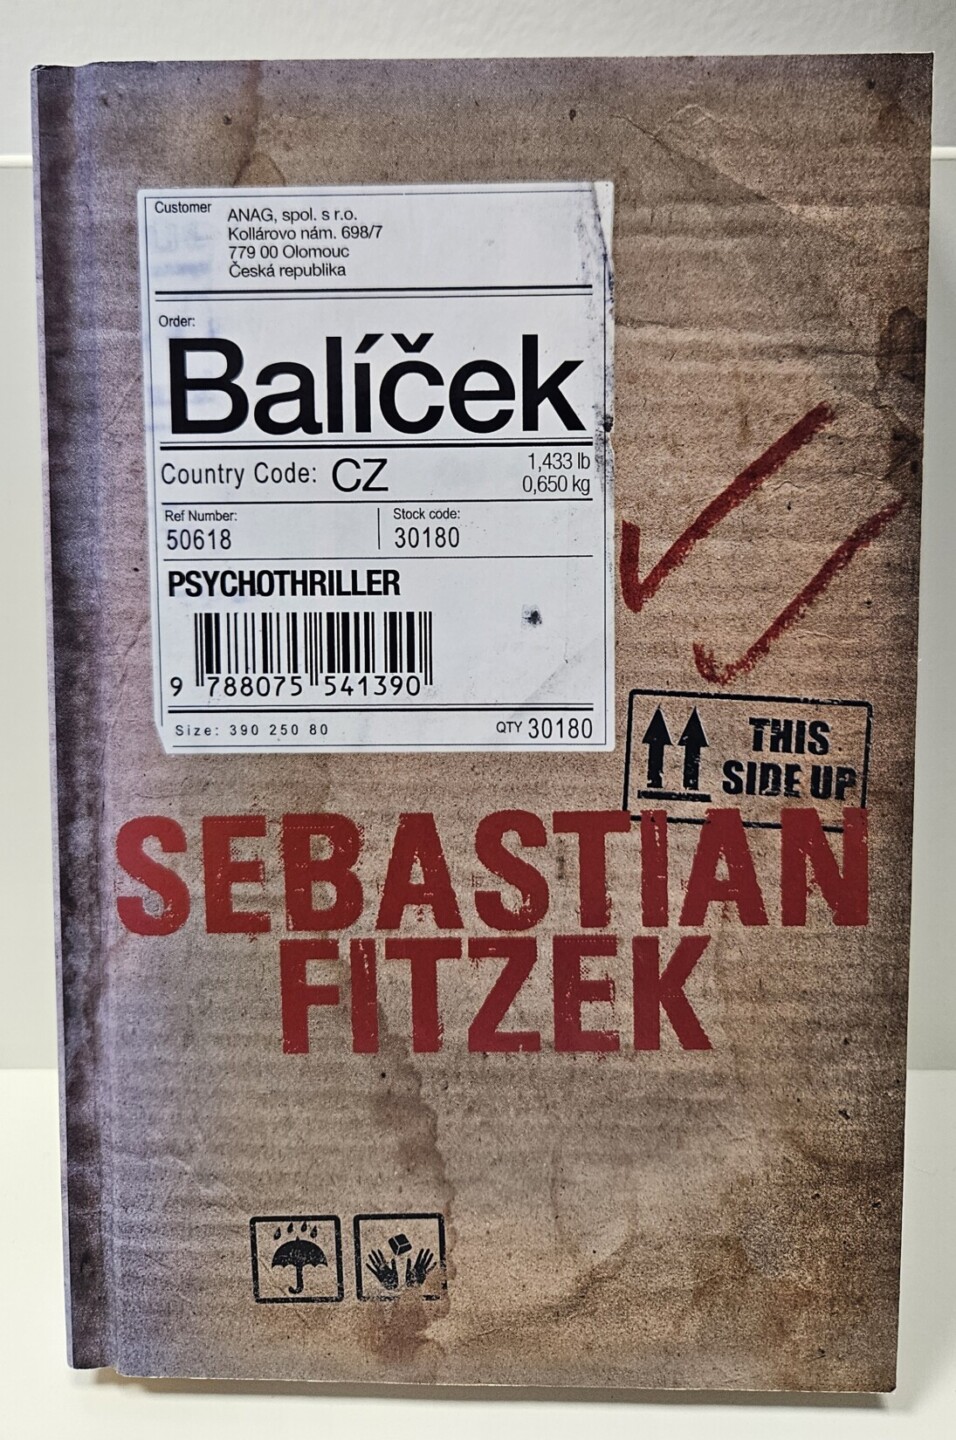 Customer
ANAG, spol. s r.o.
Kollárovo nám. 698/7
779 00 Olomouc
Česká republika
Order:
Balíček
Country Code: CZ
1,433 lb
0,650 kg
Ref Number:
50618
Stock code:
30180
PSYCHOTHRILLER
9 788075 541390
Size: 390 250 80
QTY 30180
THIS
SIDE UP
SEBASTIAN
FITZEK